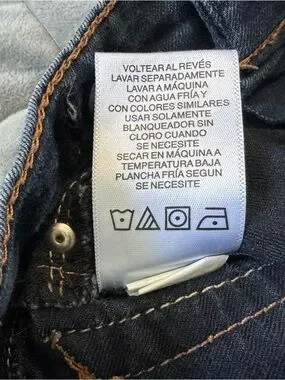 VOLTEAR AL REVÉS
LAVAR SEPARADAMENTE
LAVAR A MÁQUINA
CON AGUA FRÍA Y
CON COLORES SIMILARES
USAR SOLAMENTE
BLANQUEADOR SIN
CLORO CUANDO
SE NECESITE
SECAR EN MÁQUINA A
TEMPERATURA BAJA
PLANCHA FRÍA SEGUN
SE NECESITE